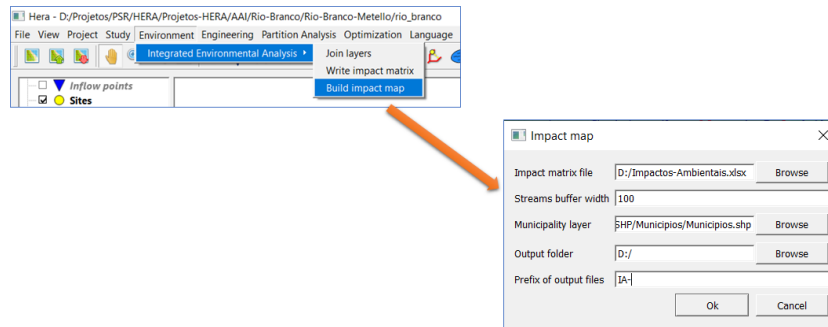 Hera - D:/Projetos/PSR/HERA/Projetos-HERA/AAI/Rio-Branco/Rio-Branco-Metello/rio_branco
File View Project Study Environment Engineering Partition Analysis Optimization Language
Integrated Environmental Analysis
Join layers
Write impact matrix
Build impact map
Inflow points
Sites
Impact map
Impact matrix file D:/Impactos-Ambientais.xlsx Browse
Streams buffer width 100
Municipality layer SHP/Municipios/Municipios.shp Browse
Output folder D:/ Browse
Prefix of output files IA-
Ok Cancel